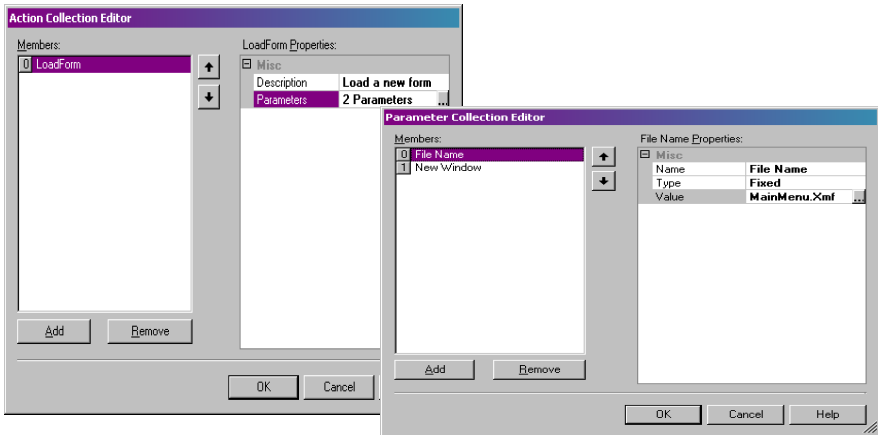 Action Collection Editor
Members:
0 LoadForm
LoadForm Properties:
Misc
Description Load a new form
Parameters 2 Parameters ...
Add Remove
OK Cancel
Parameter Collection Editor
Members:
0 File Name
1 New Window
File Name Properties:
Misc
Name File Name
Type Fixed
Value MainMenu.Xmf ...
Add Remove
OK Cancel Help